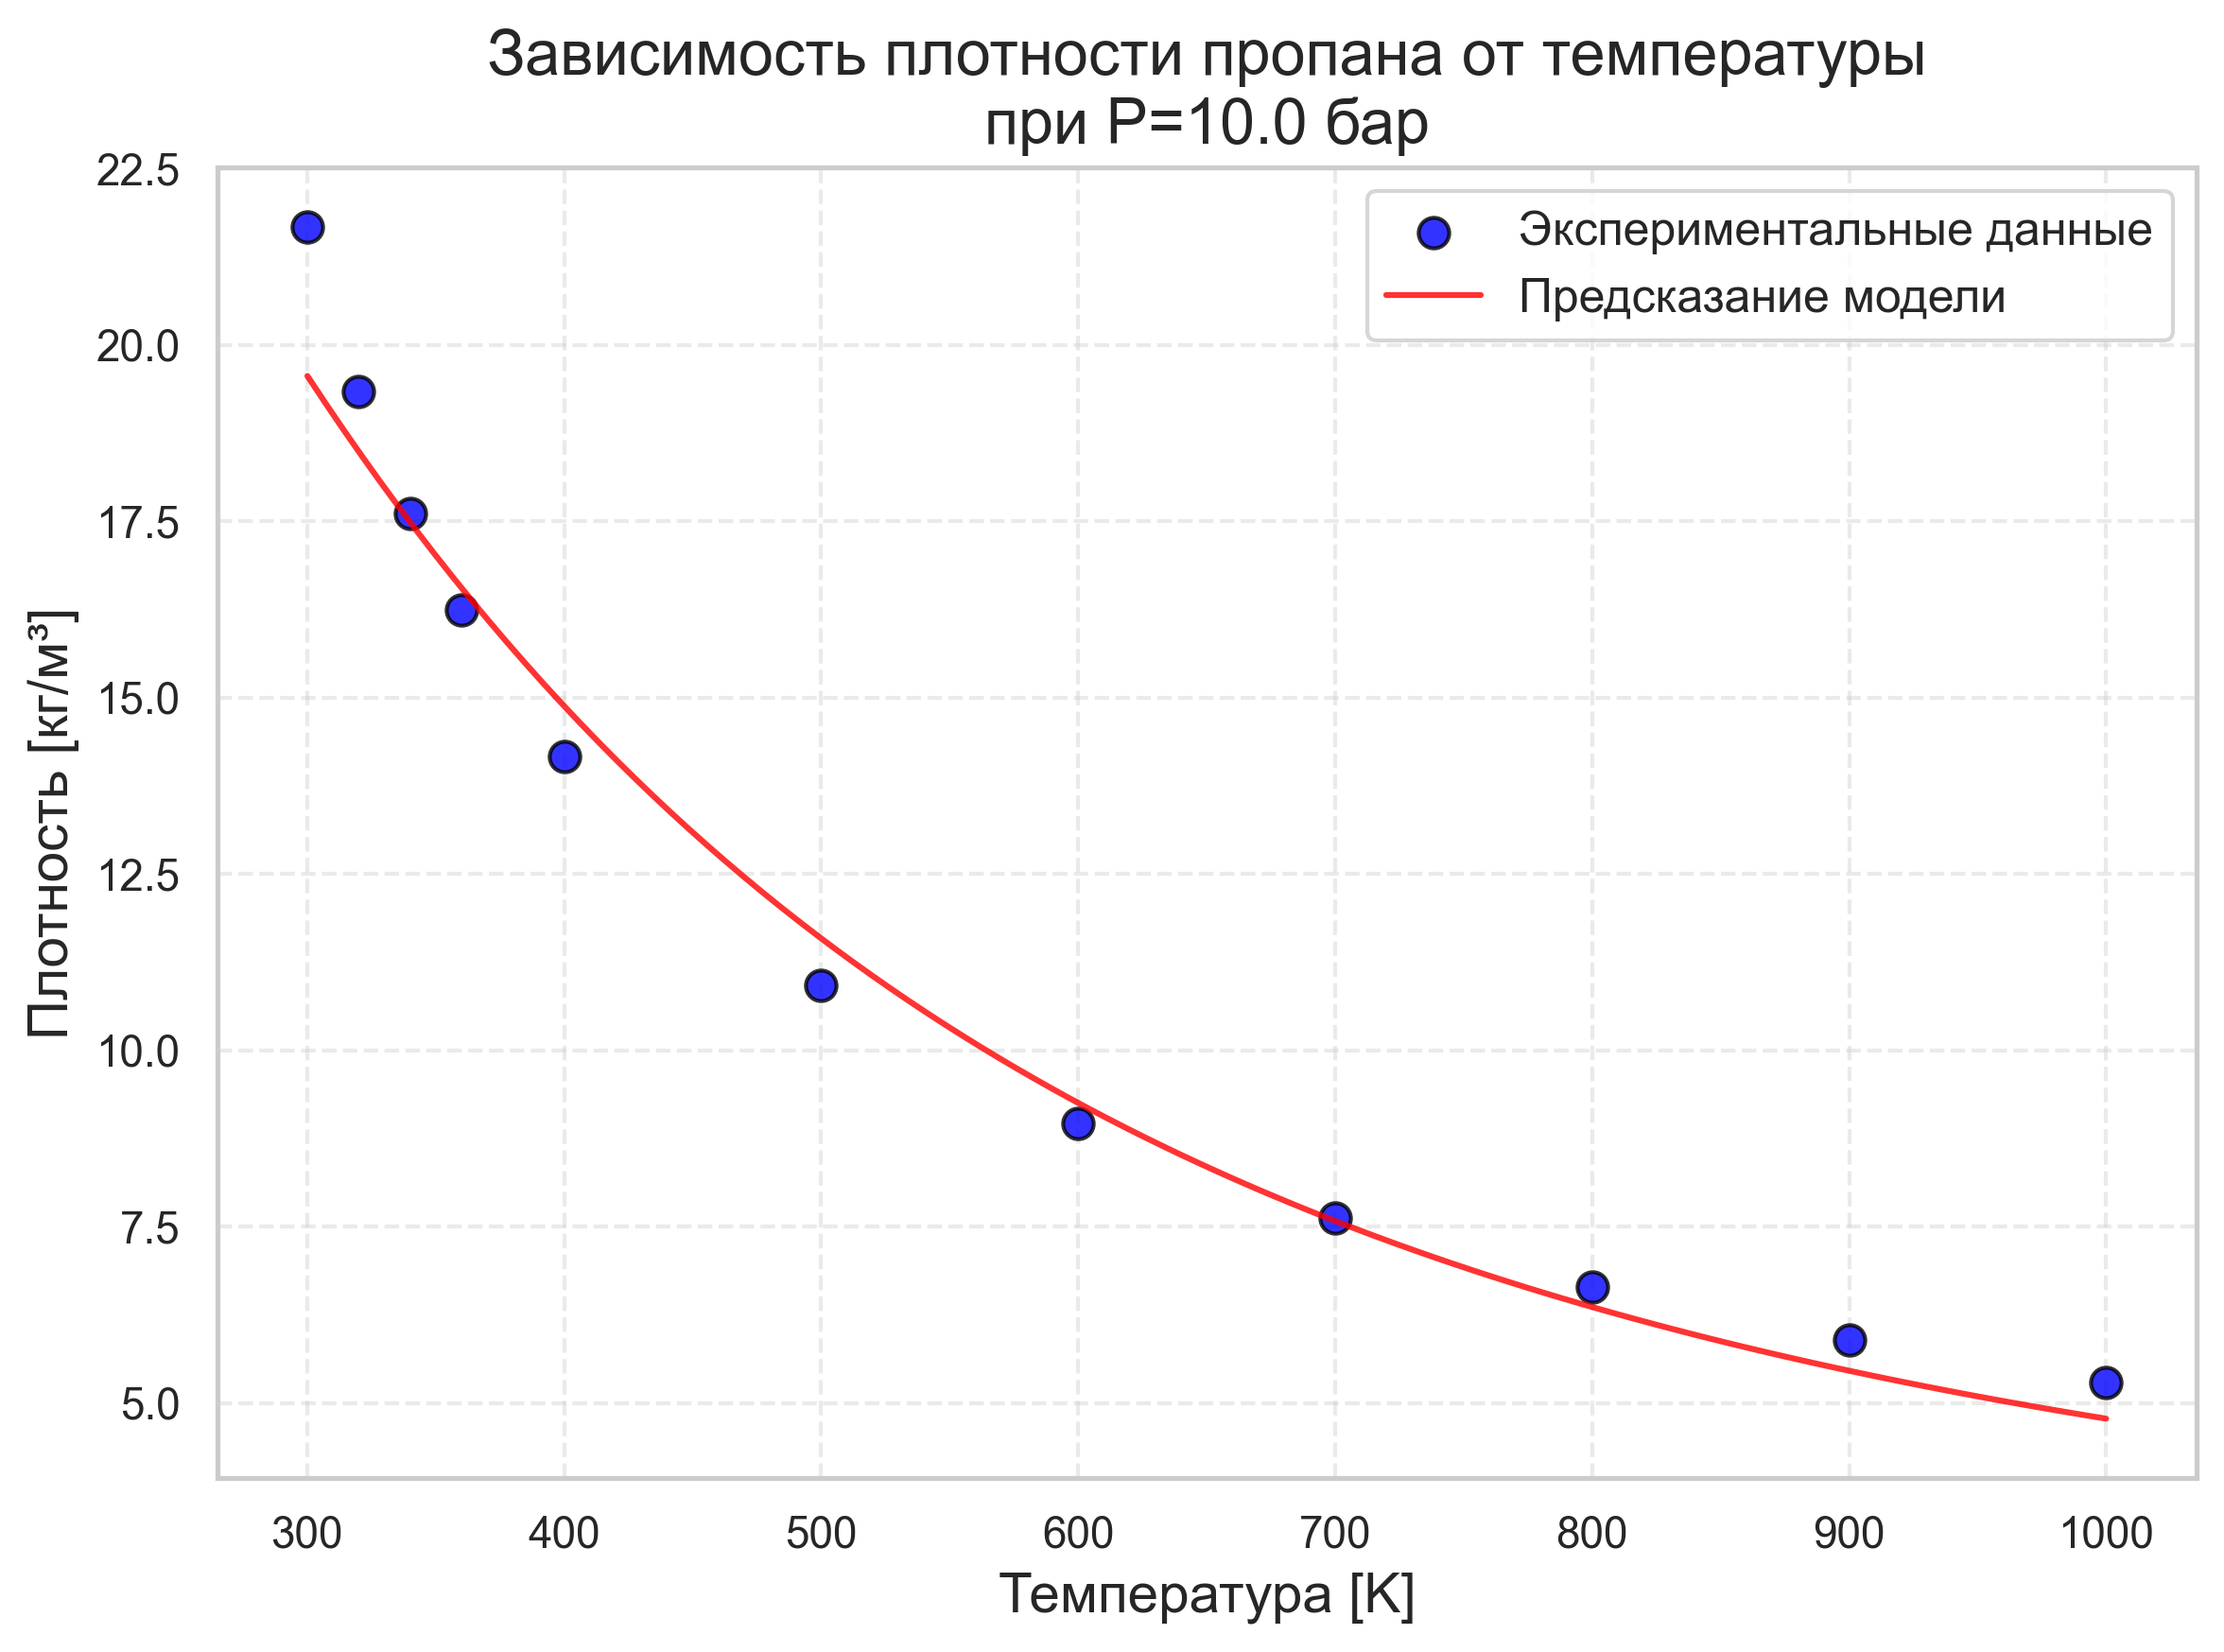 Зависимость плотности пропана от температуры
при P=10.0 бар
Экспериментальные данные
Предсказание модели
Плотность [кг/м³]
22.5
20.0
17.5
15.0
12.5
10.0
7.5
5.0
300 400 500 600 700 800 900 1000
Температура [K]